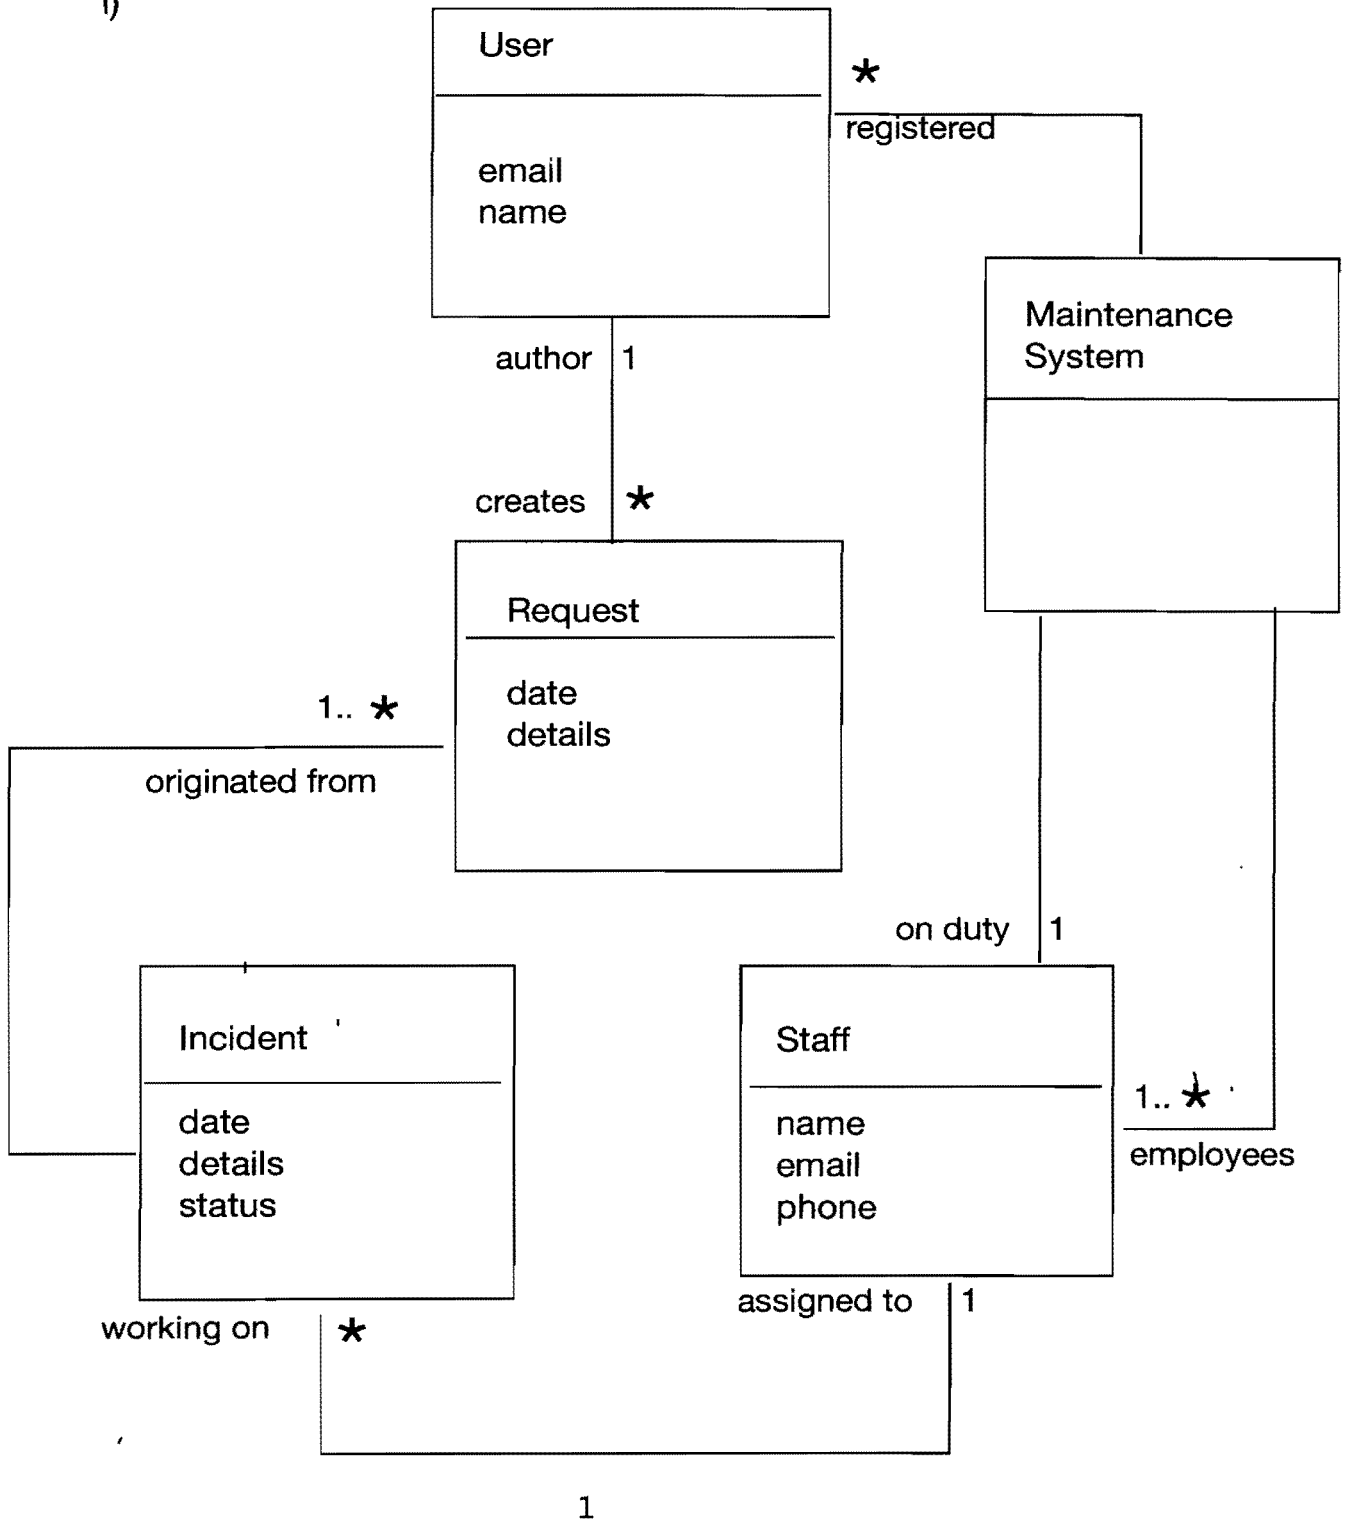 User
*
registered
email
name
Maintenance
System
author 1
creates *
Request
date
details
1.. *
originated from
on duty 1
Incident
date
details
status
Staff
name
email
phone
1.. *
employees
working on *
assigned to 1
1